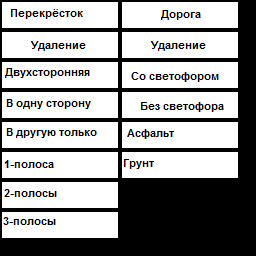 Перекрёсток
Дорога
Удаление
Удаление
Двухсторонняя
Со светофором
В одну сторону
Без светофора
В другую только
Асфальт
1-полоса
Грунт
2-полосы
3-полосы